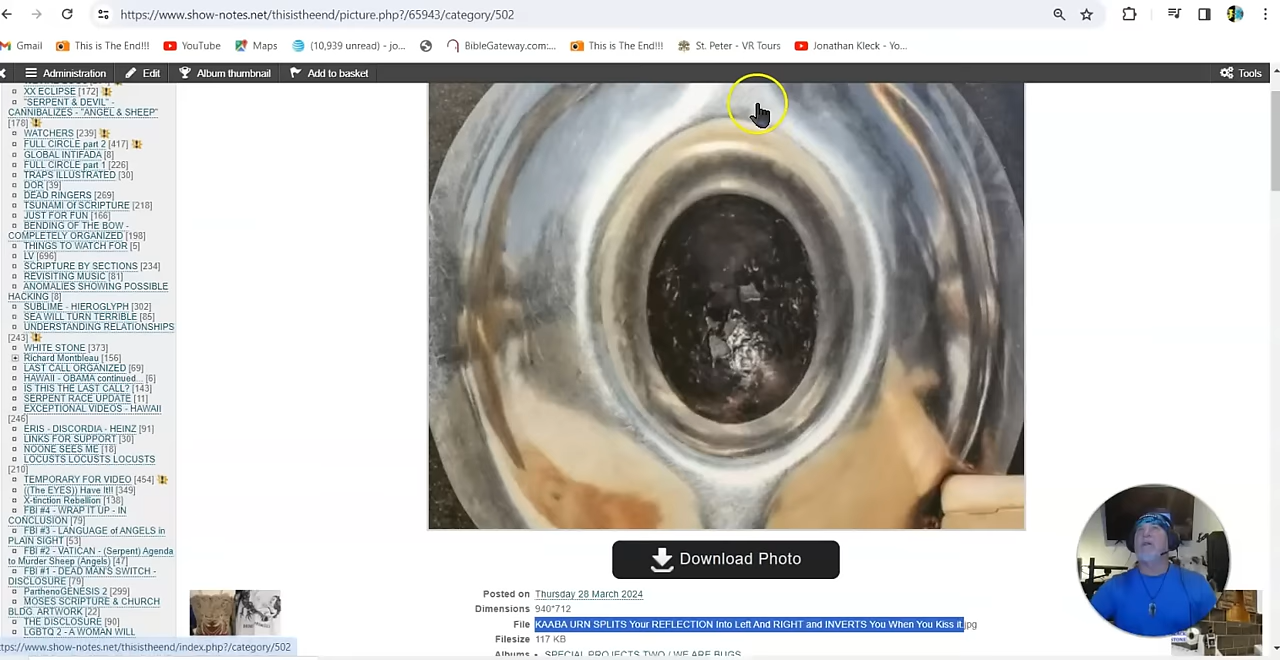 https://www.show-notes.net/thisistheend/picture.php?/65943/category/502
Gmail
This is The End!!!
YouTube
Maps
(10,939 unread) - jo...
BibleGateway.com:...
This is The End!!!
St. Peter - VR Tours
Jonathan Kleck - Yo...
Administration
Edit
Album thumbnail
Add to basket
Tools
XX ECLIPSE [172]
"SERPENT & DEVIL" -
CANNIBALIZES - "ANGEL & SHEEP"
[178]
WATCHERS [239]
FULL CIRCLE part 2 [417]
GLOBAL INTIFADA [8]
FULL CIRCLE part 1 [226]
TRAPS ILLUSTRATED [30]
DOR [39]
DEAD RINGERS [269]
TSUNAMI Of SCRIPTURE [218]
JUST FOR FUN [166]
BENDING OF THE BOW -
COMPLETELY ORGANIZED [198]
THINGS TO WATCH FOR [5]
LV [696]
SCRIPTURE BY SECTIONS [234]
REVISITING MUSIC [81]
ANOMALIES SHOWING POSSIBLE
HACKING [8]
SUBLIME - HIEROGLYPH [302]
SEA WILL TURN TERRIBLE [85]
UNDERSTANDING RELATIONSHIPS
[243]
WHITE STONE [373]
Richard Montbleau [156]
LAST CALL ORGANIZED [69]
HAWAII - OBAMA continued... [6]
IS THIS THE LAST CALL? [143]
SERPENT RACE UPDATE [11]
EXCEPTIONAL VIDEOS - HAWAII
[246]
ERIS - DISCORDIA - HEINZ [91]
LINKS FOR SUPPORT [30]
NOONE SEES ME [18]
LOCUSTS LOCUSTS LOCUSTS
[210]
TEMPORARY FOR VIDEO [454]
((The EYES)) Have It!! [349]
X-tinction Rebellion [138]
FBI #4 - WRAP IT UP - IN
CONCLUSION [79]
FBI #3 - LANGUAGE of ANGELS in
PLAIN SIGHT [53]
FBI #2 - VATICAN - (Serpent) Agenda
to Murder Sheep (Angels) [47]
FBI #1 - DEAD MAN'S SWITCH -
DISCLOSURE [79]
ParthenoGENESIS 2 [299]
MOSES SCRIPTURE & CHURCH
BLDG. ARTWORK [22]
THE DISCLOSURE [90]
LGBTQ 2 - A WOMAN WILL
ttps://www.show-notes.net/thisistheend/index.php?/category/502
Download Photo
Posted on Thursday 28 March 2024
Dimensions 940*712
File KAABA URN SPLITS Your REFLECTION Into Left And RIGHT and INVERTS You When You Kiss it.jpg
Filesize 117 KB
Albums SPECIAL PROJECTS TWO / WE ARE BUGS